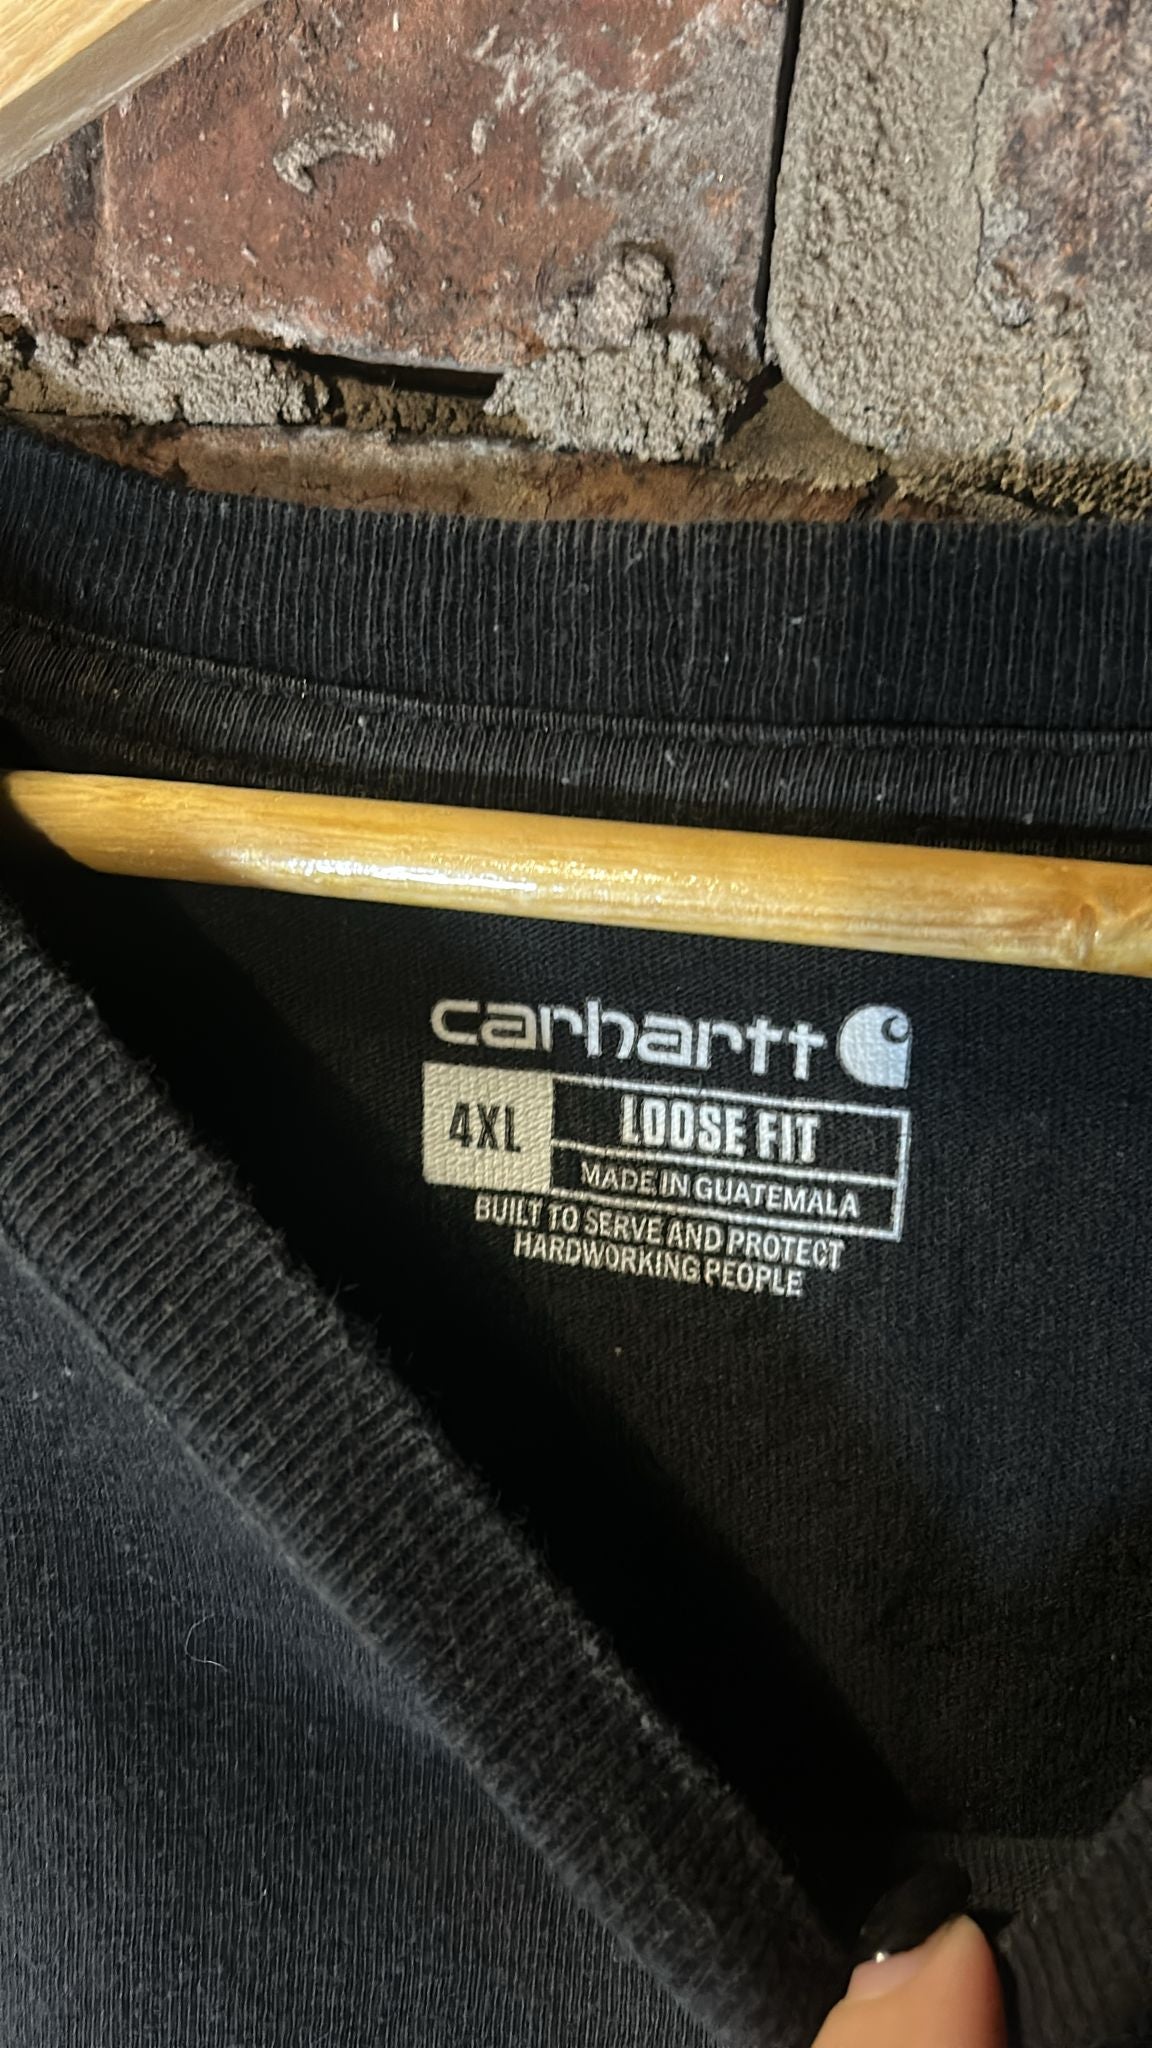 carhartt
4XL
LOOSE FIT
MADE IN GUATEMALA
BUILT TO SERVE AND PROTECT
HARDWORKING PEOPLE